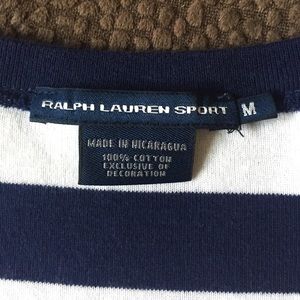 RALPH LAUREN SPORT M
MADE IN NICARAGUA
100% COTTON
EXCLUSIVE OF
DECORATION